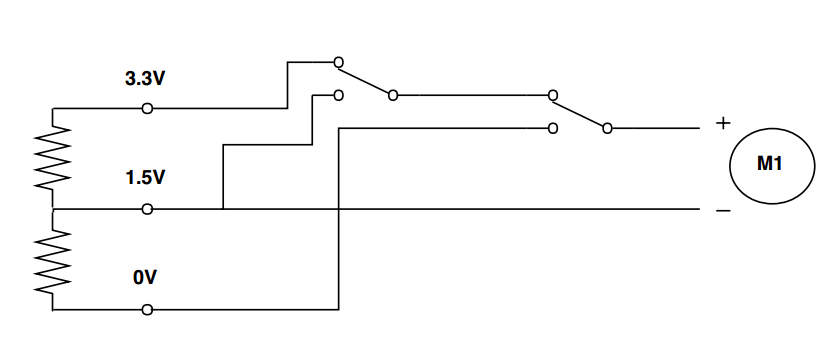 3.3V
+
M1
1.5V
–
0V